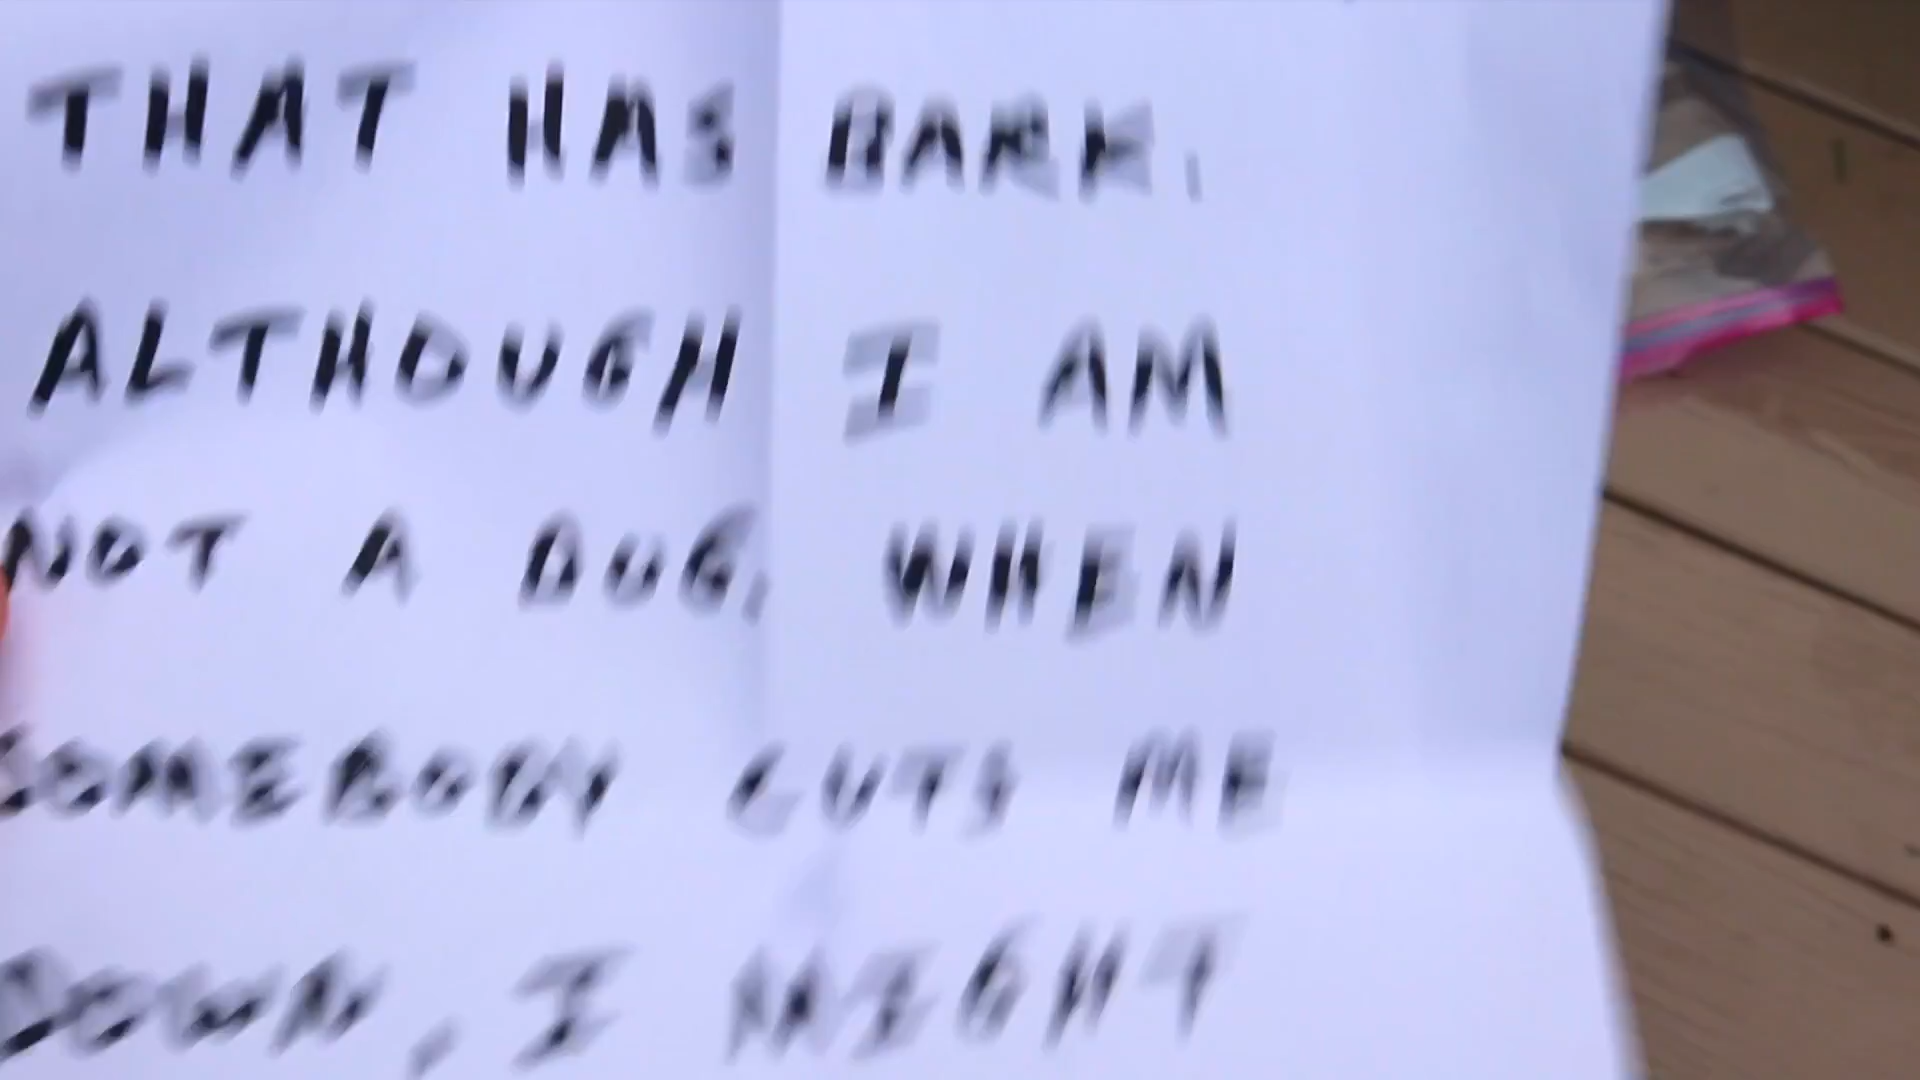 THAT HAS BARK,
ALTHOUGH I AM
NOT A DOG. WHEN
SOMEBODY CUTS ME
DOWN, I MIGHT